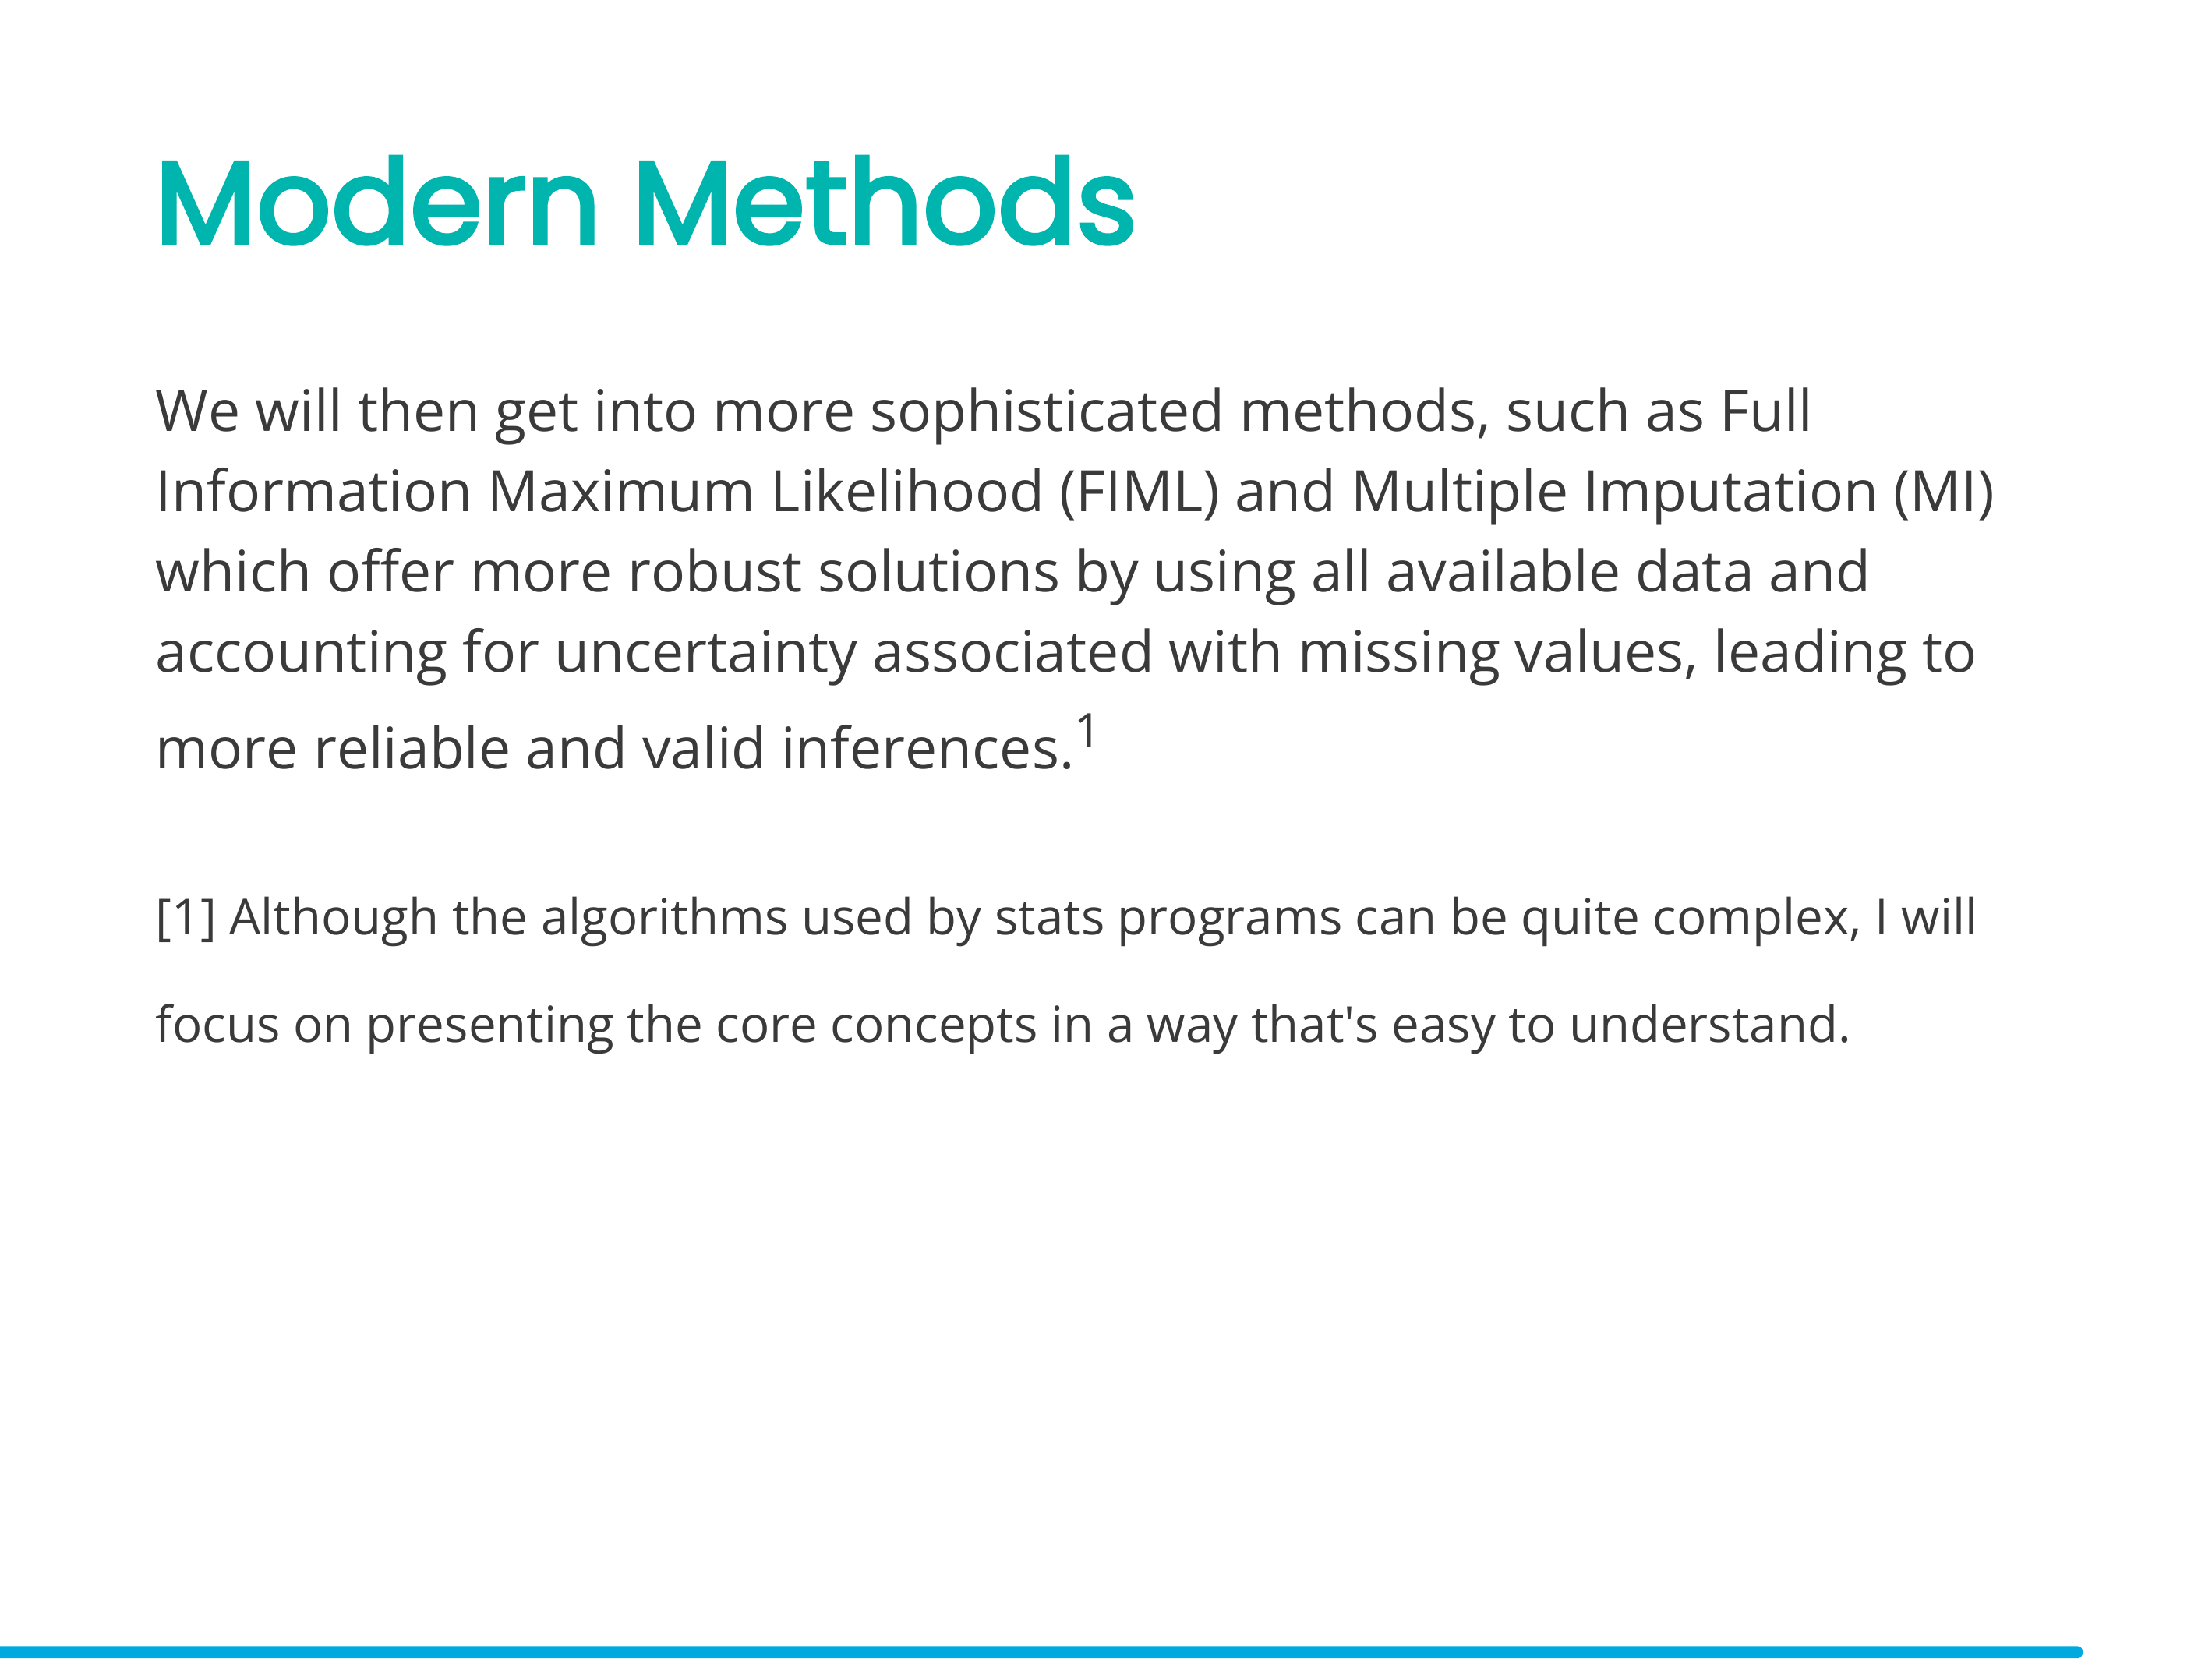 Modern Methods
We will then get into more sophisticated methods, such as Full
Information Maximum Likelihood (FIML) and Multiple Imputation (MI)
which offer more robust solutions by using all available data and
accounting for uncertainty associated with missing values, leading to
more reliable and valid inferences.1
[1] Although the algorithms used by stats programs can be quite complex, I will
focus on presenting the core concepts in a way that's easy to understand.